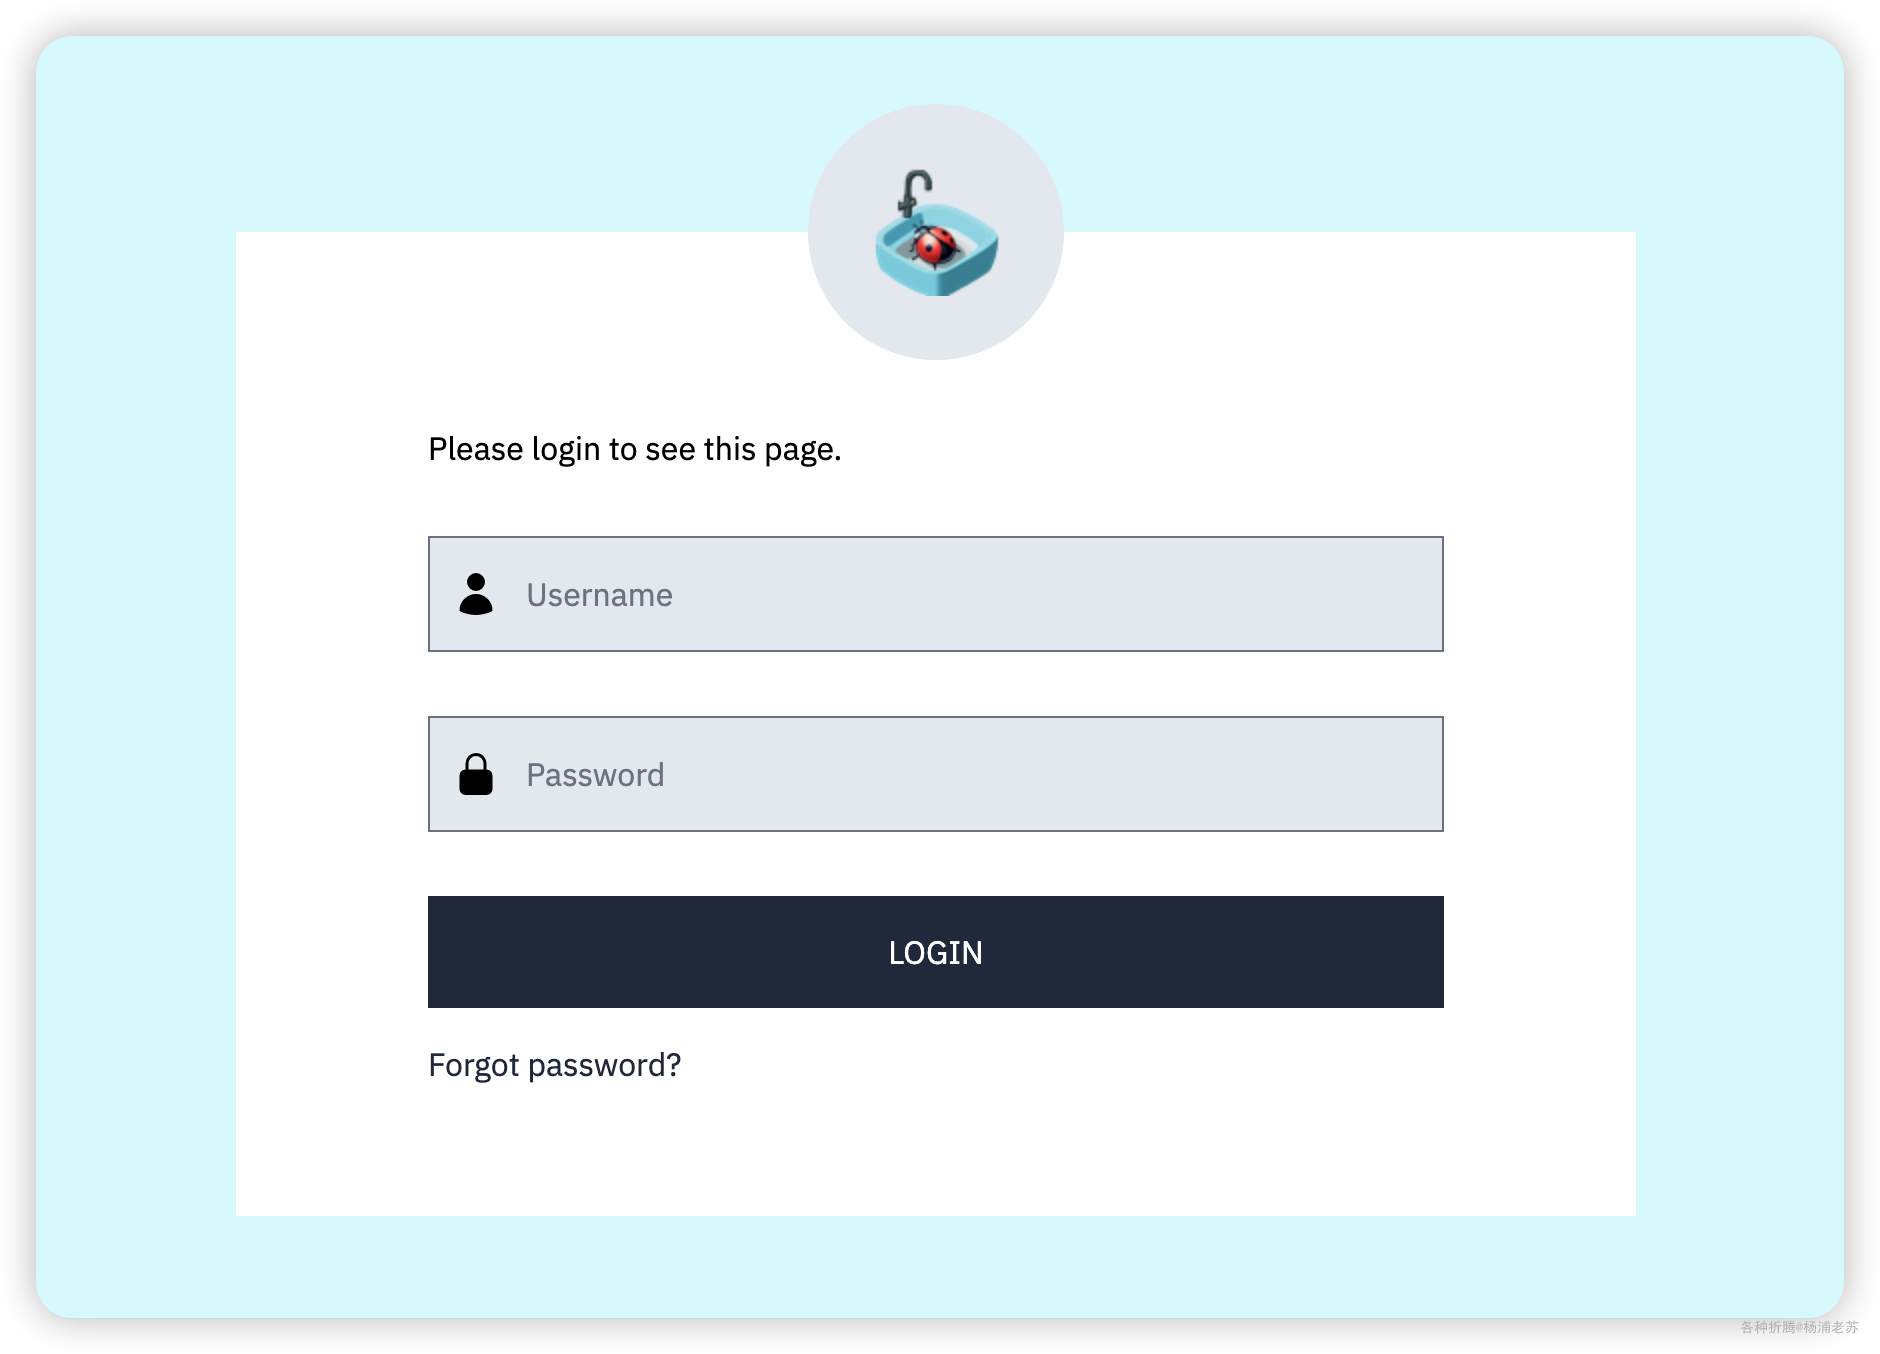 Please login to see this page.
Username
Password
LOGIN
Forgot password?
各种折腾@杨浦老苏